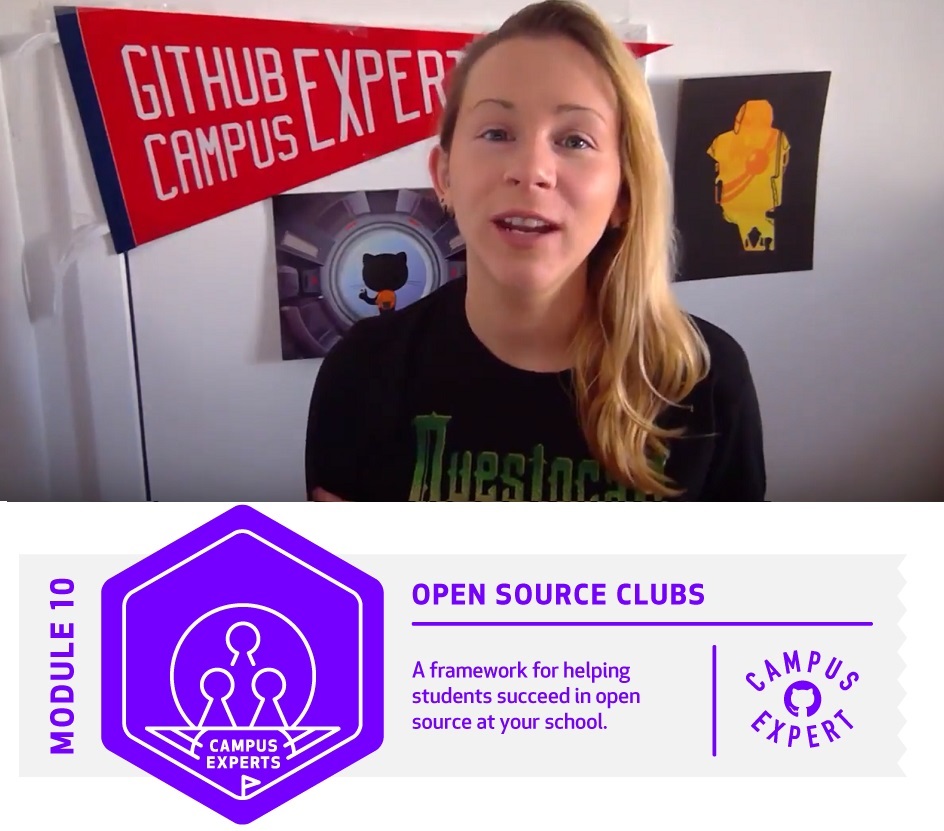 GITHUB EXPERT
CAMPUS
MODULE 10
CAMPUS
EXPERTS
OPEN SOURCE CLUBS
A framework for helping
students succeed in open
source at your school.
CAMPUS
EXPERT